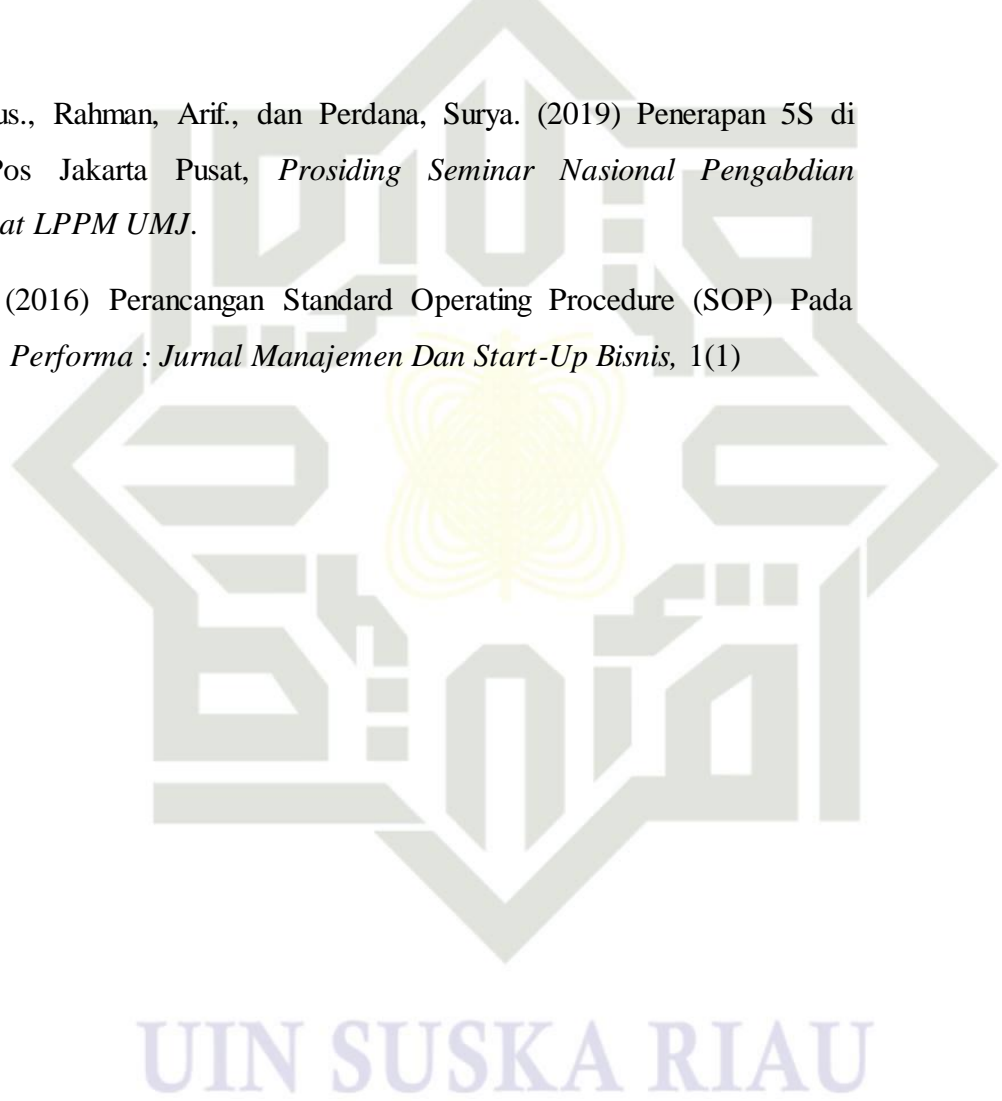 us., Rahman, Arif., dan Perdana, Surya. (2019) Penerapan 5S di
Pos Jakarta Pusat, Prosiding Seminar Nasional Pengabdian
at LPPM UMJ.
(2016) Perancangan Standard Operating Procedure (SOP) Pada
Performa : Jurnal Manajemen Dan Start-Up Bisnis, 1(1)
UIN SUSKA RIAU